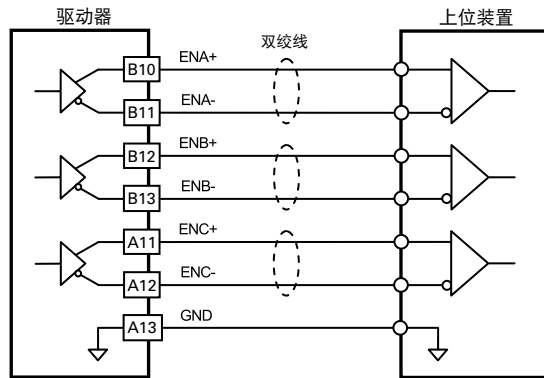 驱动器
上位装置
双绞线
B10 ENA+
B11 ENA-
B12 ENB+
B13 ENB-
A11 ENC+
A12 ENC-
A13 GND